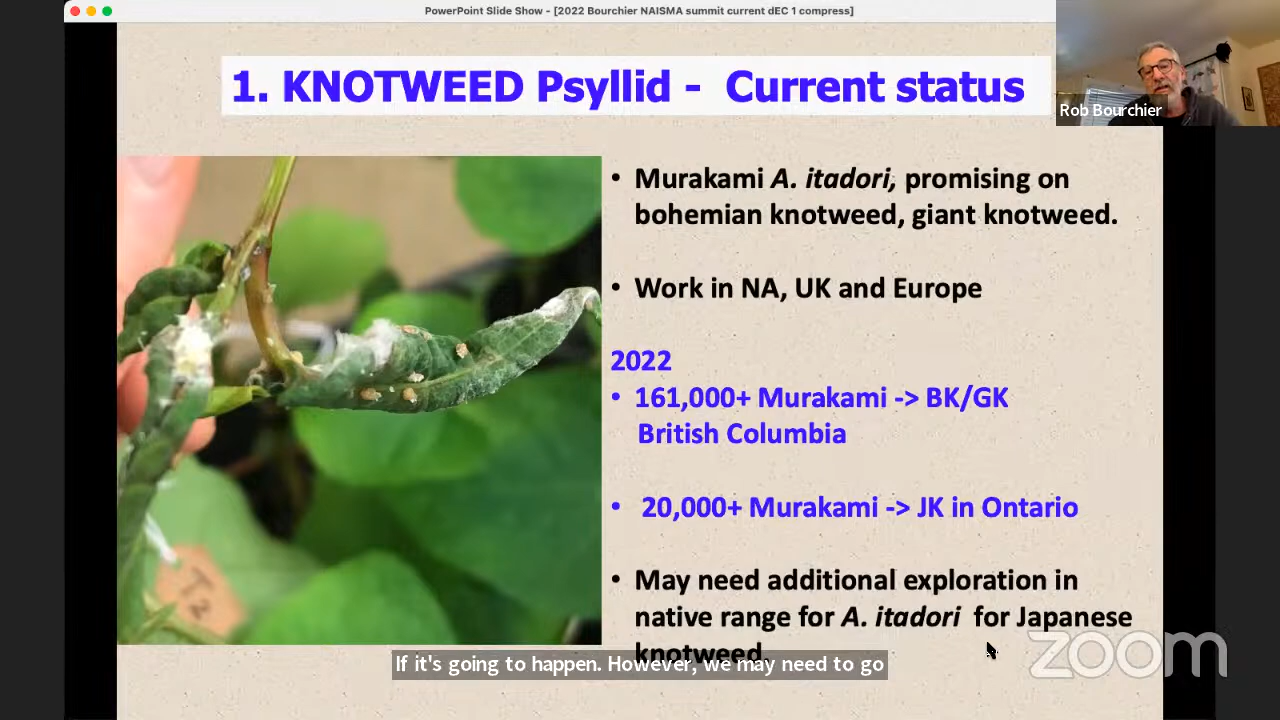 PowerPoint Slide Show - [2022 Bourchier NAISMA summit current dEC 1 compress]
1. KNOTWEED Psyllid - Current status
Rob Bourchier
• Murakami A. itadori, promising on
bohemian knotweed, giant knotweed.
• Work in NA, UK and Europe
2022
• 161,000+ Murakami -> BK/GK
British Columbia
• 20,000+ Murakami -> JK in Ontario
• May need additional exploration in
native range for A. itadori for Japanese
knotweed
T2
If it's going to happen. However, we may need to go
zoom